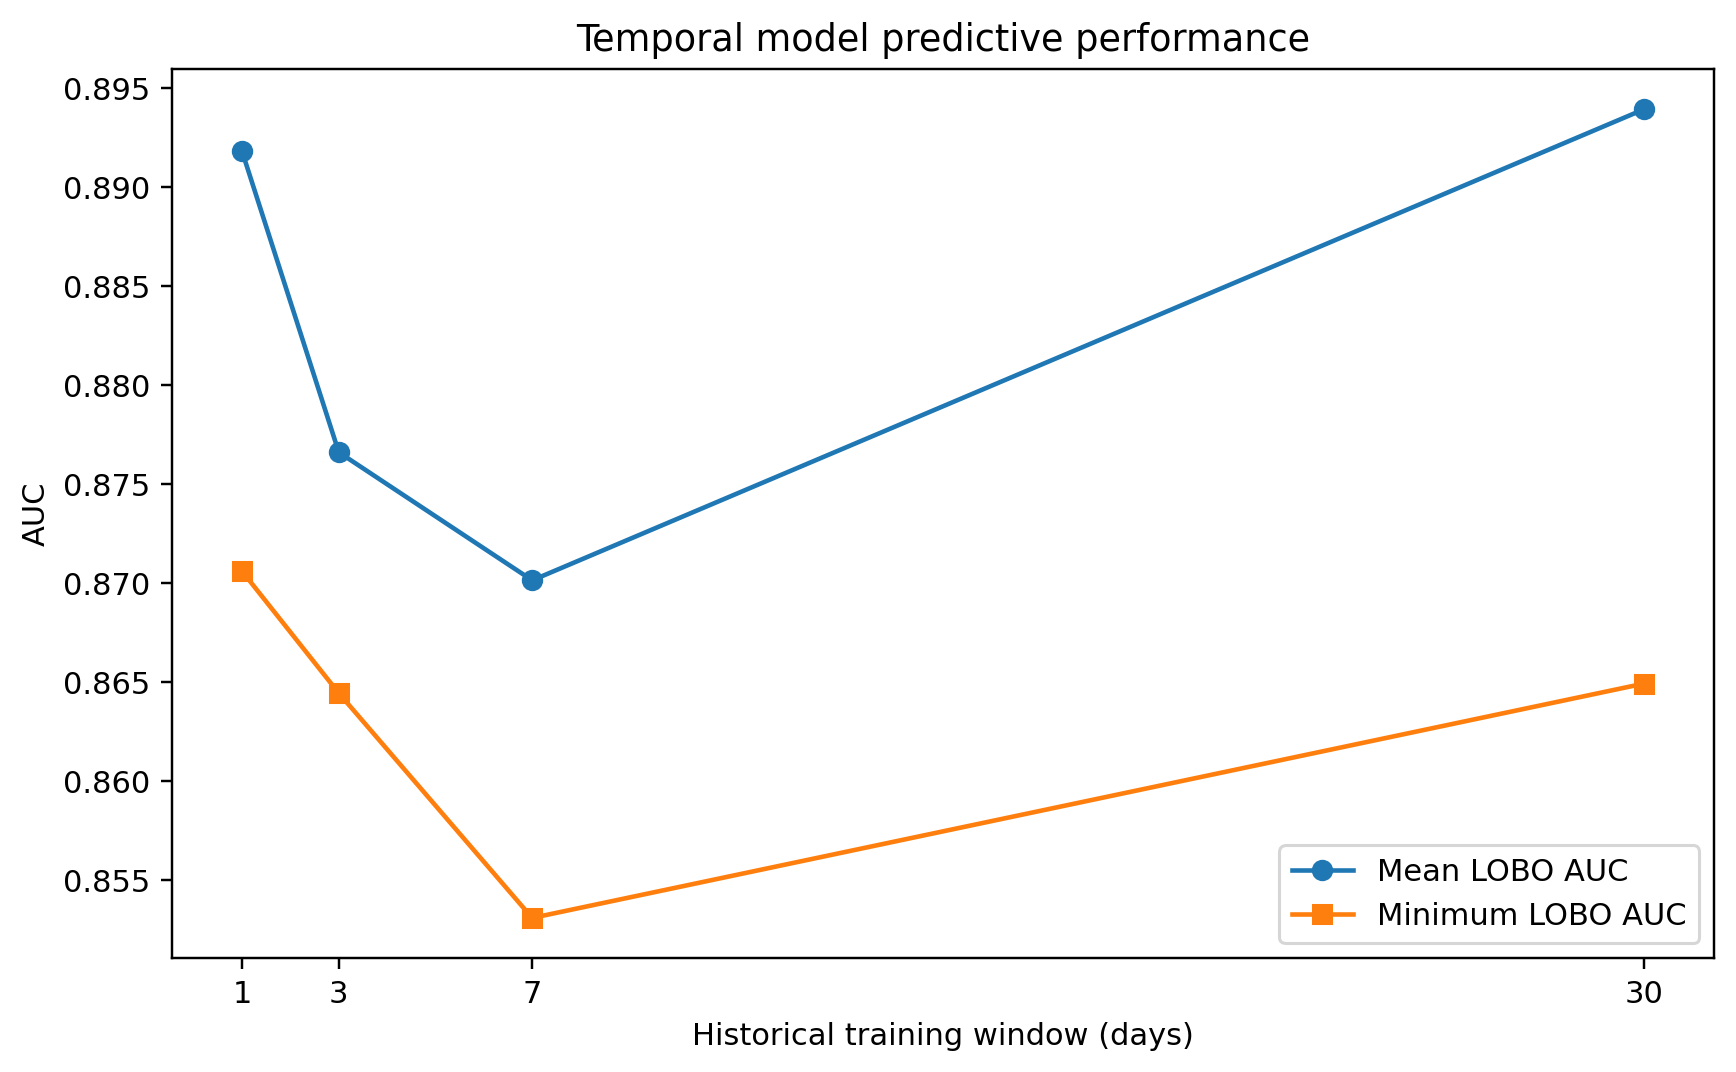 Temporal model predictive performance
0.895
0.890
0.885
0.880
0.875
0.870
0.865
0.860
0.855
AUC
Mean LOBO AUC
Minimum LOBO AUC
1 3 7 30
Historical training window (days)